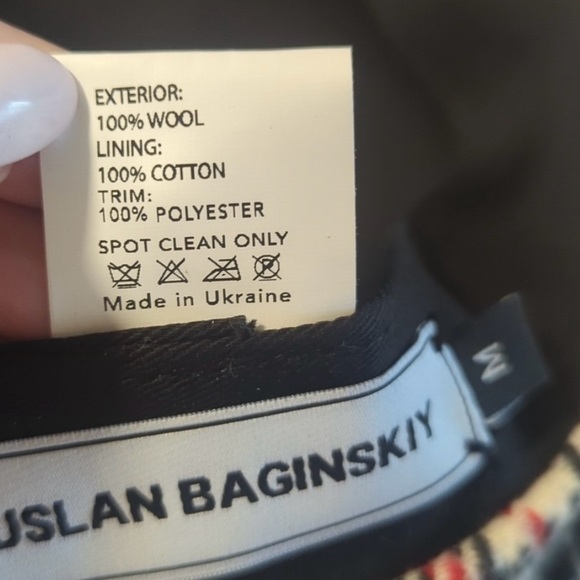 EXTERIOR:
100% WOOL
LINING:
100% COTTON
TRIM:
100% POLYESTER
SPOT CLEAN ONLY
Made in Ukraine
M
USLAN BAGINSKIY